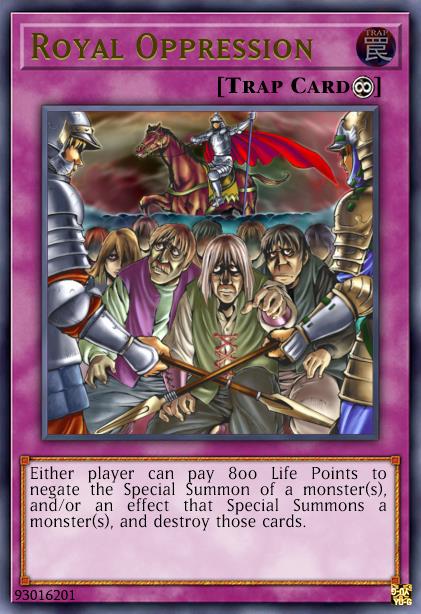 ROYAL OPPRESSION
TRAP
罠
[TRAP CARD]
Either player can pay 800 Life Points to
negate the Special Summon of a monster(s),
and/or an effect that Special Summons a
monster(s), and destroy those cards.
93016201